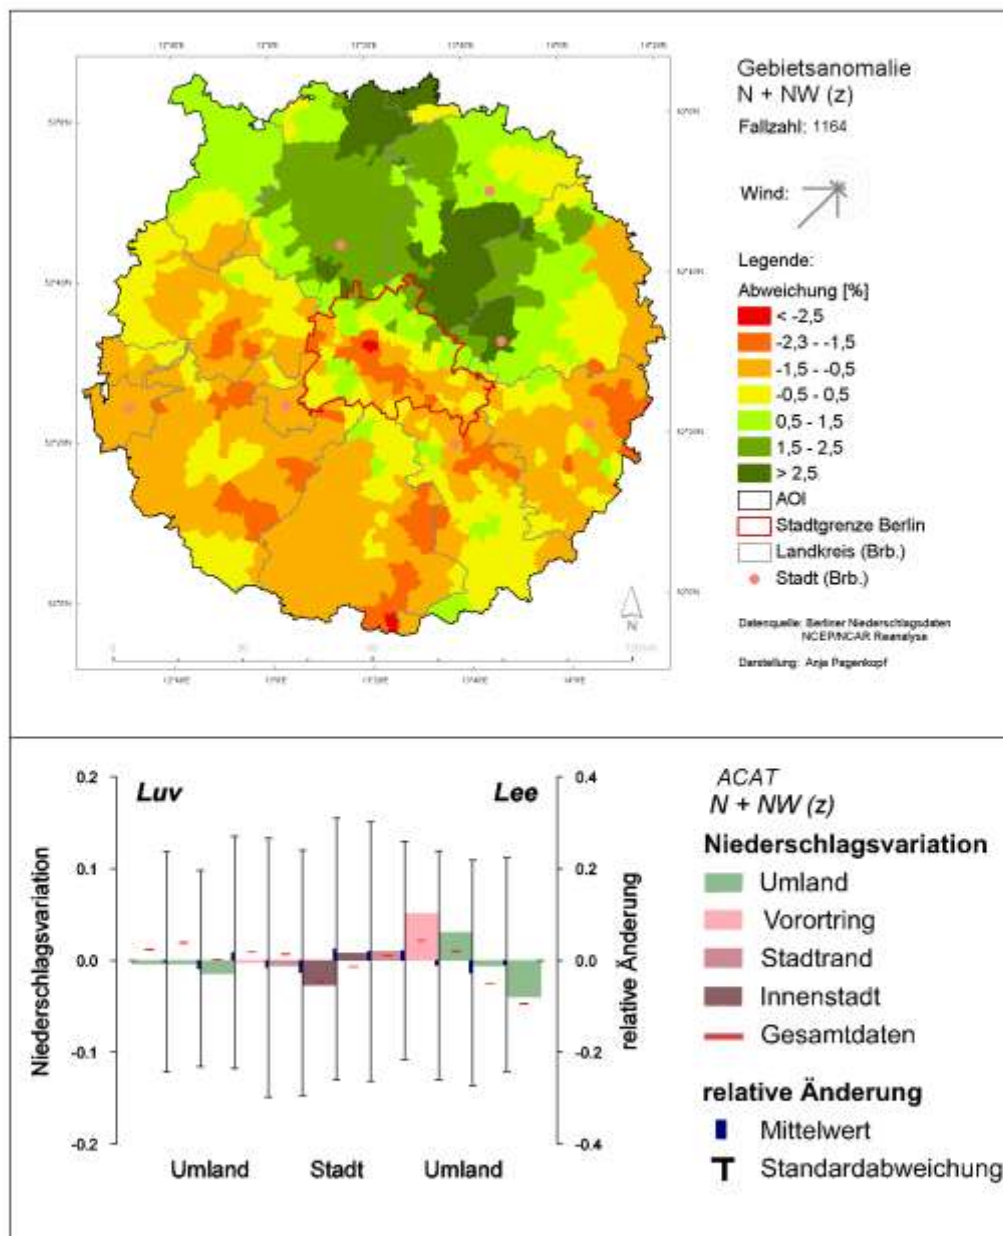 Gebietsanomalie
N + NW (z)
Fallzahl: 1164
Wind:
Legende:
Abweichung [%]
< -2,5
-2,3 - -1,5
-1,5 - -0,5
-0,5 - 0,5
0,5 - 1,5
1,5 - 2,5
> 2,5
AOI
Stadtgrenze Berlin
Landkreis (Brb.)
Stadt (Brb.)
N
Datenquelle: Berliner Niederschlagsdaten
NCEP/NCAR Reanalyse
Darstellung: Anja Pagenkopf
Luv
Lee
0.2
0.1
0.0
-0.1
-0.2
Niederschlagsvariation
0.4
0.2
0.0
-0.2
-0.4
relative Änderung
Umland
Stadt
Umland
ACAT
N + NW (z)
Niederschlagsvariation
Umland
Vorortring
Stadtrand
Innenstadt
Gesamtdaten
relative Änderung
Mittelwert
Standardabweichung